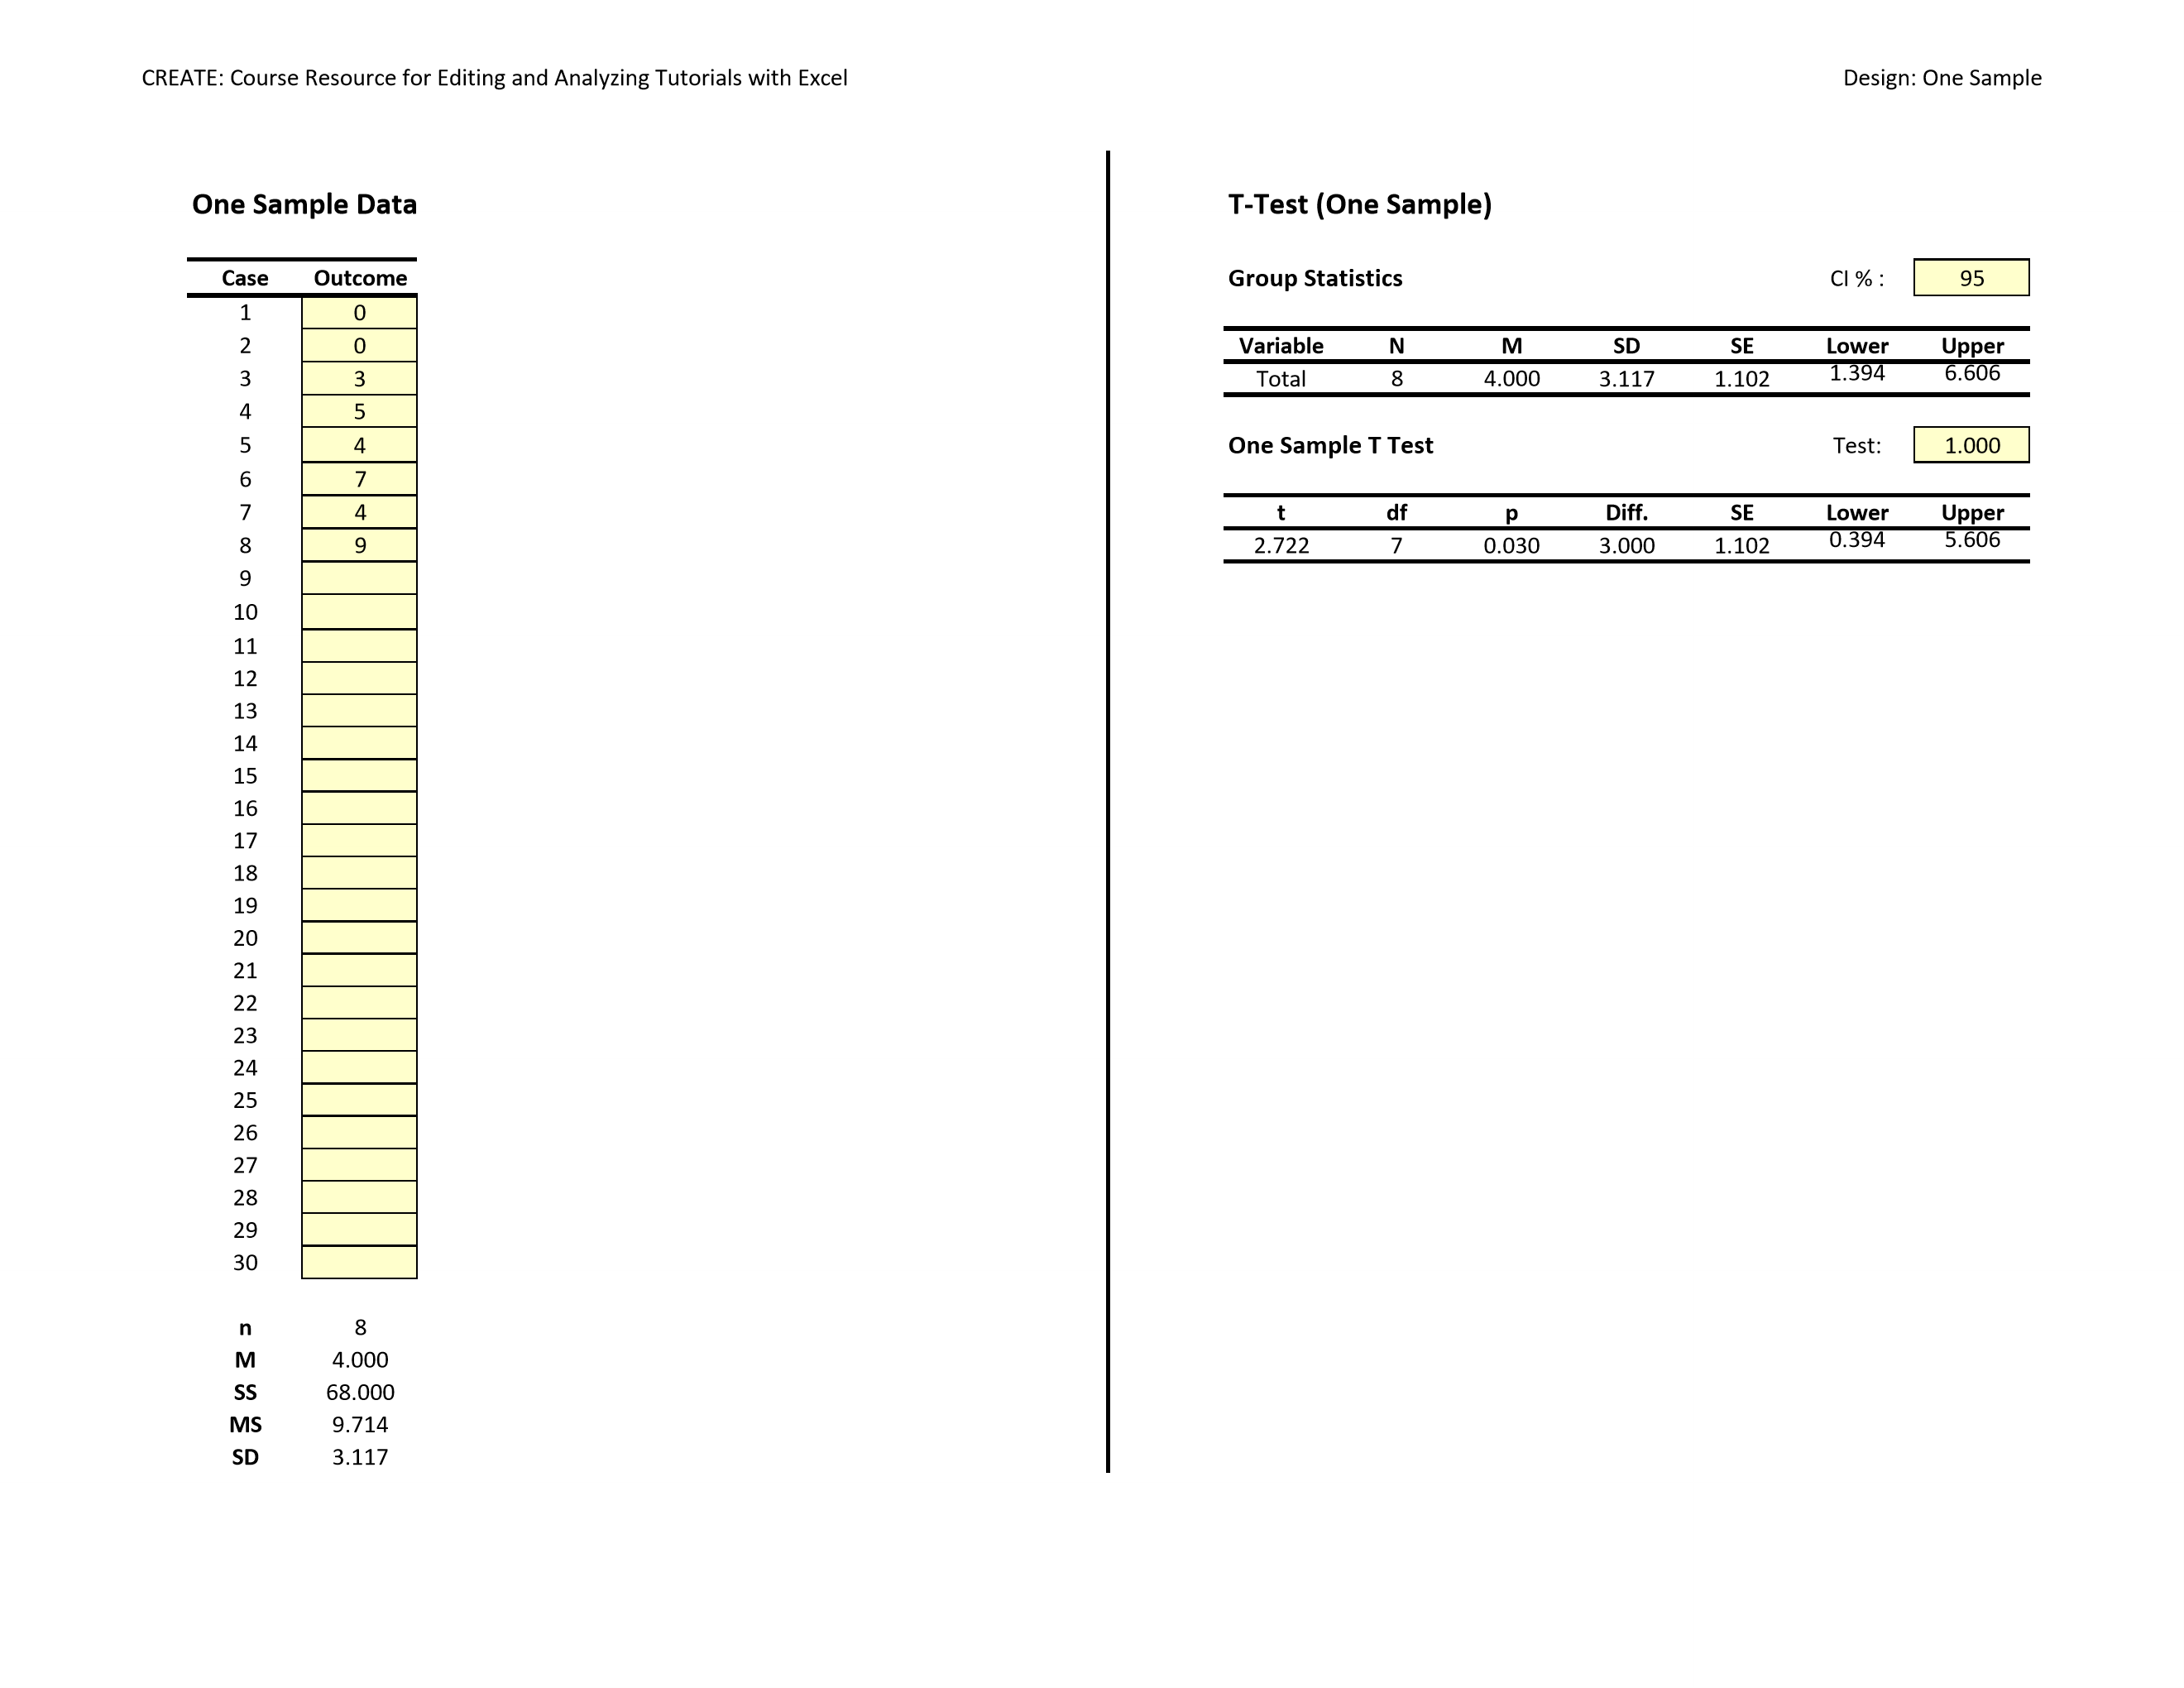 CREATE: Course Resource for Editing and Analyzing Tutorials with Excel
Design: One Sample
One Sample Data
Case Outcome
1 0
2 0
3 3
4 5
5 4
6 7
7 4
8 9
9
10
11
12
13
14
15
16
17
18
19
20
21
22
23
24
25
26
27
28
29
30
n 8
M 4.000
SS 68.000
MS 9.714
SD 3.117
T-Test (One Sample)
Group Statistics CI % : 95
Variable N M SD SE Lower Upper
Total 8 4.000 3.117 1.102 1.394 6.606
One Sample T Test Test: 1.000
t df p Diff. SE Lower Upper
2.722 7 0.030 3.000 1.102 0.394 5.606